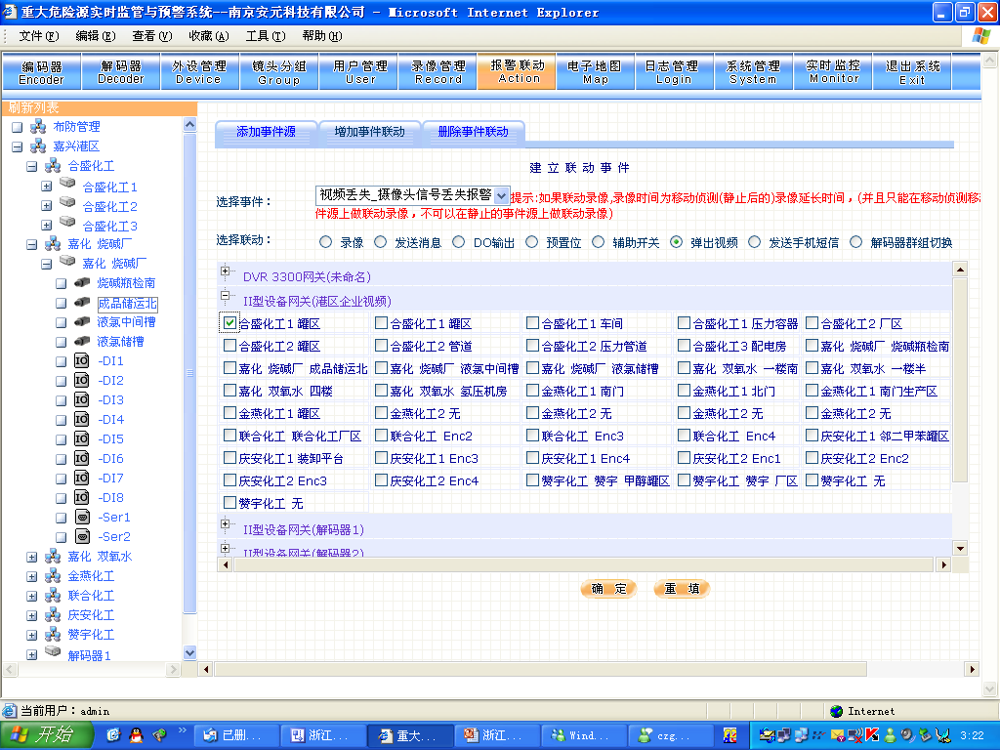 重大危险源实时监管与预警系统--南京安元科技有限公司 - Microsoft Internet Explorer
文件(F) 编辑(E) 查看(V) 收藏(A) 工具(T) 帮助(H)
编码器 解码器 外设管理 镜头分组 用户管理 录像管理 报警联动 电子地图 日志管理 系统管理 实时监控 退出系统
Encoder Decoder Device Group User Record Action Map Login System Monitor Exit
刷新列表
布防管理
嘉兴港区
合盛化工
合盛化工1
合盛化工2
合盛化工3
嘉化 烧碱厂
嘉化 烧碱厂
烧碱瓶检南
成品储运北
液氯中间槽
液氯储槽
-DI1
-DI2
-DI3
-DI4
-DI5
-DI6
-DI7
-DI8
-Ser1
-Ser2
嘉化 双氧水
金燕化工
联合化工
庆安化工
赞宇化工
解码器1
添加事件源 增加事件联动 删除事件联动
建立联动事件
选择事件： 视频丢失_摄像头信号丢失报警 提示:如果联动录像,录像时间为移动侦测(静止后的)录像延长时间，(并且只能在移动侦测移
件源上做联动录像，不可以在静止的事件源上做联动录像)
选择联动： 录像 发送消息 DO输出 预置位 辅助开关 弹出视频 发送手机短信 解码器群组切换
DVR 3300网关(未命名)
II型设备网关(港区企业视频)
合盛化工1 罐区 合盛化工1 罐区 合盛化工1 车间 合盛化工1 压力容器 合盛化工2 厂区
合盛化工2 罐区 合盛化工2 管道 合盛化工2 压力管道 合盛化工3 配电房 嘉化 烧碱厂 烧碱瓶检南
嘉化 烧碱厂 成品储运北 嘉化 烧碱厂 液氯中间槽 嘉化 烧碱厂 液氯储槽 嘉化 双氧水 一楼南 嘉化 双氧水 一楼半
嘉化 双氧水 四楼 嘉化 双氧水 氢压机房 金燕化工1 南门 金燕化工1 北门 金燕化工1 南门生产区
金燕化工1 罐区 金燕化工2 无 金燕化工2 无 金燕化工2 无 金燕化工2 无
联合化工 联合化工厂区 联合化工 Enc2 联合化工 Enc3 联合化工 Enc4 庆安化工1 邻二甲苯罐区
庆安化工1 装卸平台 庆安化工1 Enc3 庆安化工1 Enc4 庆安化工2 Enc1 庆安化工2 Enc2
庆安化工2 Enc3 庆安化工2 Enc4 赞宇化工 赞宇 甲醇罐区 赞宇化工 赞宇 厂区 赞宇化工 无
赞宇化工 无
II型设备网关(解码器1)
II型设备网关(解码器2)
确 定 重 填
当前用户：admin Internet
开始 已删... 浙江... 重大... 浙江... Wind... czg... 3:22